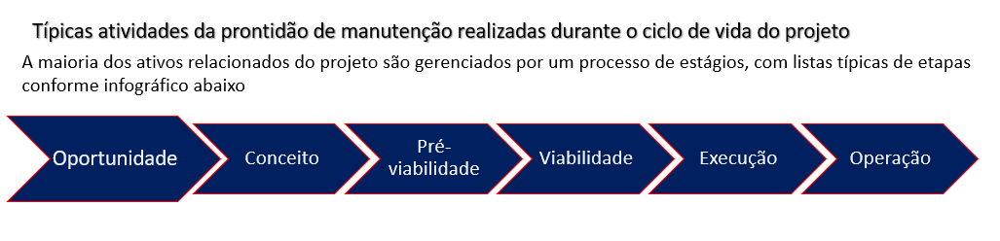 Típicas atividades da prontidão de manutenção realizadas durante o ciclo de vida do projeto
A maioria dos ativos relacionados do projeto são gerenciados por um processo de estágios, com listas típicas de etapas
conforme infográfico abaixo
Oportunidade
Conceito
Pré-
viabilidade
Viabilidade
Execução
Operação